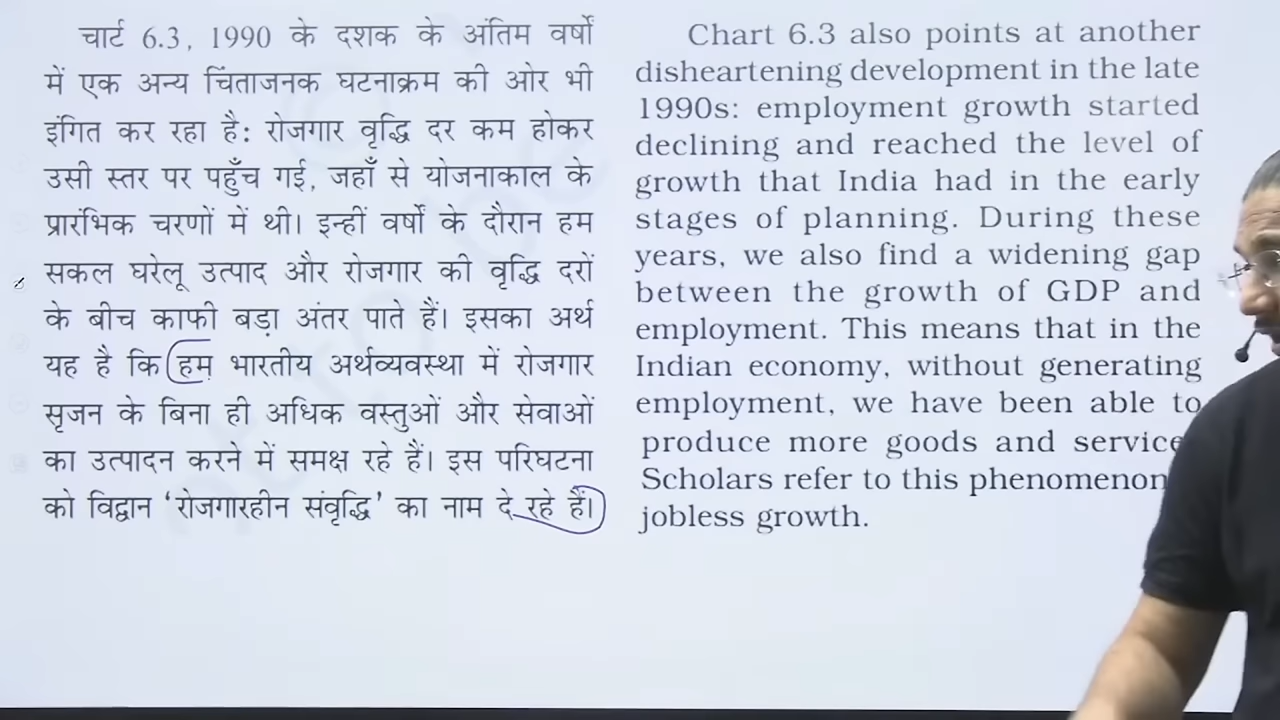 चार्ट 6.3, 1990 के दशक के अंतिम वर्षों
में एक अन्य चिंताजनक घटनाक्रम की ओर भी
इंगित कर रहा है: रोजगार वृद्धि दर कम होकर
उसी स्तर पर पहुँच गई, जहाँ से योजनाकाल के
प्रारंभिक चरणों में थी। इन्हीं वर्षों के दौरान हम
सकल घरेलू उत्पाद और रोजगार की वृद्धि दरों
के बीच काफी बड़ा अंतर पाते हैं। इसका अर्थ
यह है कि हम भारतीय अर्थव्यवस्था में रोजगार
सृजन के बिना ही अधिक वस्तुओं और सेवाओं
का उत्पादन करने में समक्ष रहे हैं। इस परिघटना
को विद्वान ‘रोजगारहीन संवृद्धि’ का नाम दे रहे हैं।
Chart 6.3 also points at another
disheartening development in the late
1990s: employment growth started
declining and reached the level of
growth that India had in the early
stages of planning. During these
years, we also find a widening gap
between the growth of GDP and
employment. This means that in the
Indian economy, without generating
employment, we have been able to
produce more goods and service
Scholars refer to this phenomenon
jobless growth.